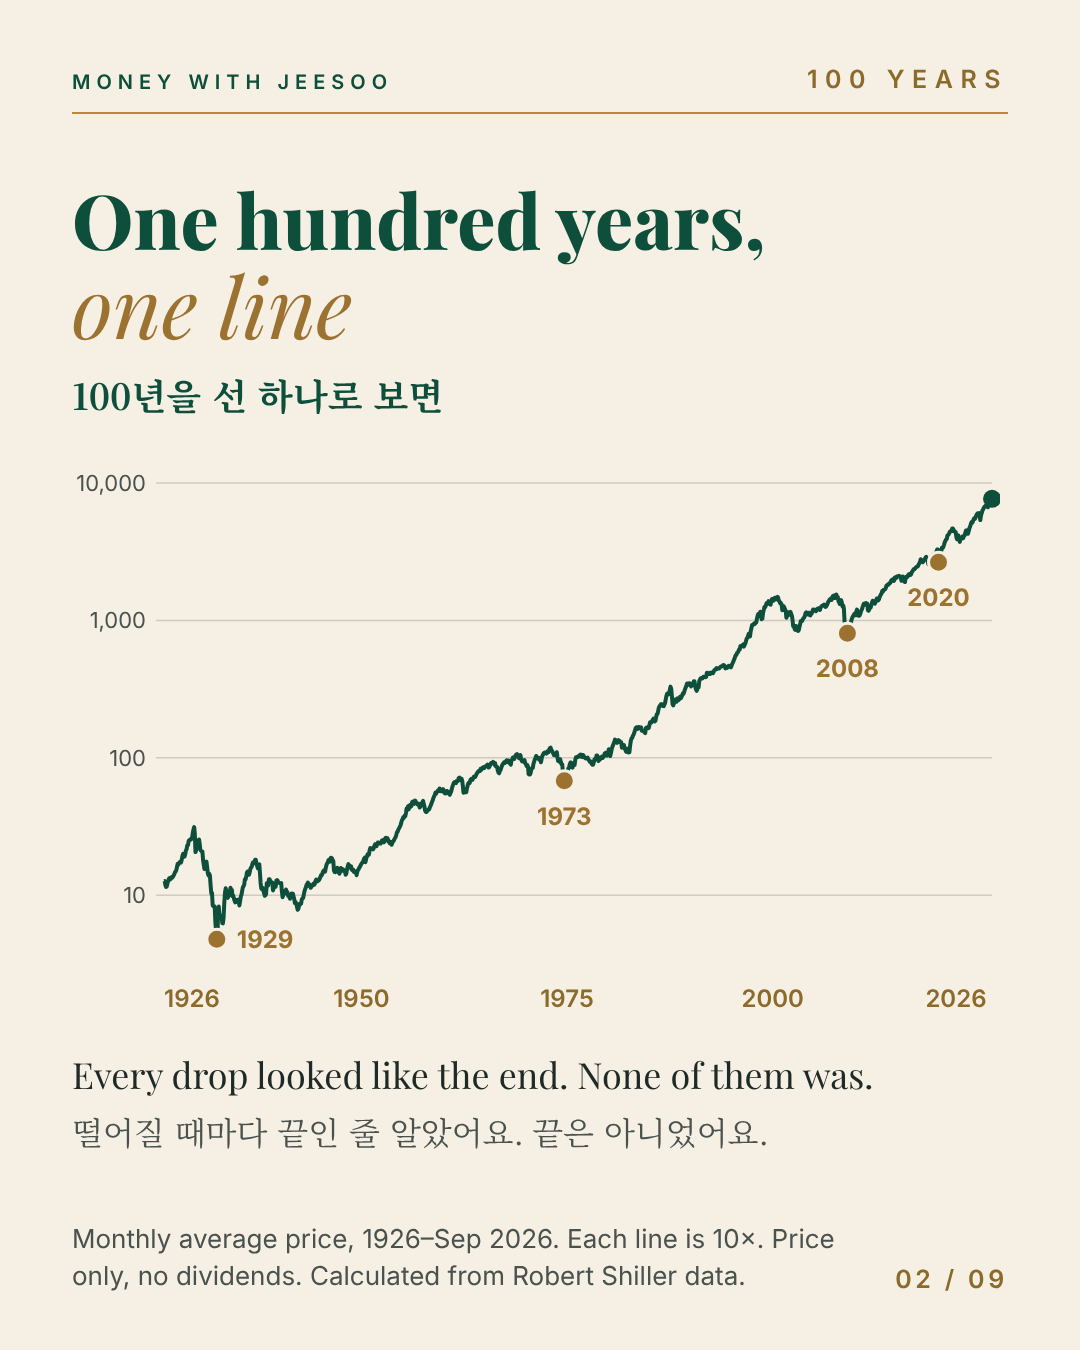 MONEY WITH JEESOO
100 YEARS
One hundred years,
one line
100년을 선 하나로 보면
10,000
1,000
100
10
2020
2008
1973
1929
1926
1950
1975
2000
2026
Every drop looked like the end. None of them was.
떨어질 때마다 끝인 줄 알았어요. 끝은 아니었어요.
Monthly average price, 1926–Sep 2026. Each line is 10×. Price
only, no dividends. Calculated from Robert Shiller data.
02 / 09